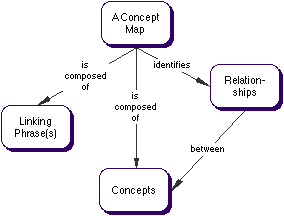 A Concept
Map
is
composed
of
identifies
is
composed
of
Relation-
ships
Linking
Phrase(s)
between
Concepts